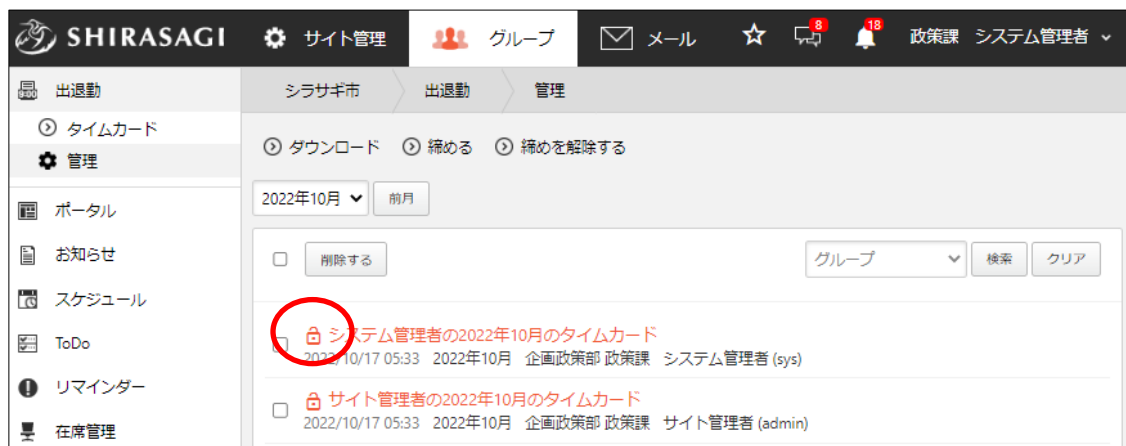 SHIRASAGI サイト管理 グループ メール 8 18 政策課 システム管理者
出退勤 シラサギ市 出退勤 管理
タイムカード
管理
ダウンロード 締める 締めを解除する
2022年10月 前月
ポータル
お知らせ
削除する グループ 検索 クリア
スケジュール
ToDo
システム管理者の2022年10月のタイムカード
2022/10/17 05:33 2022年10月 企画政策部 政策課 システム管理者 (sys)
リマインダー
サイト管理者の2022年10月のタイムカード
2022/10/17 05:33 2022年10月 企画政策部 政策課 サイト管理者 (admin)
在席管理